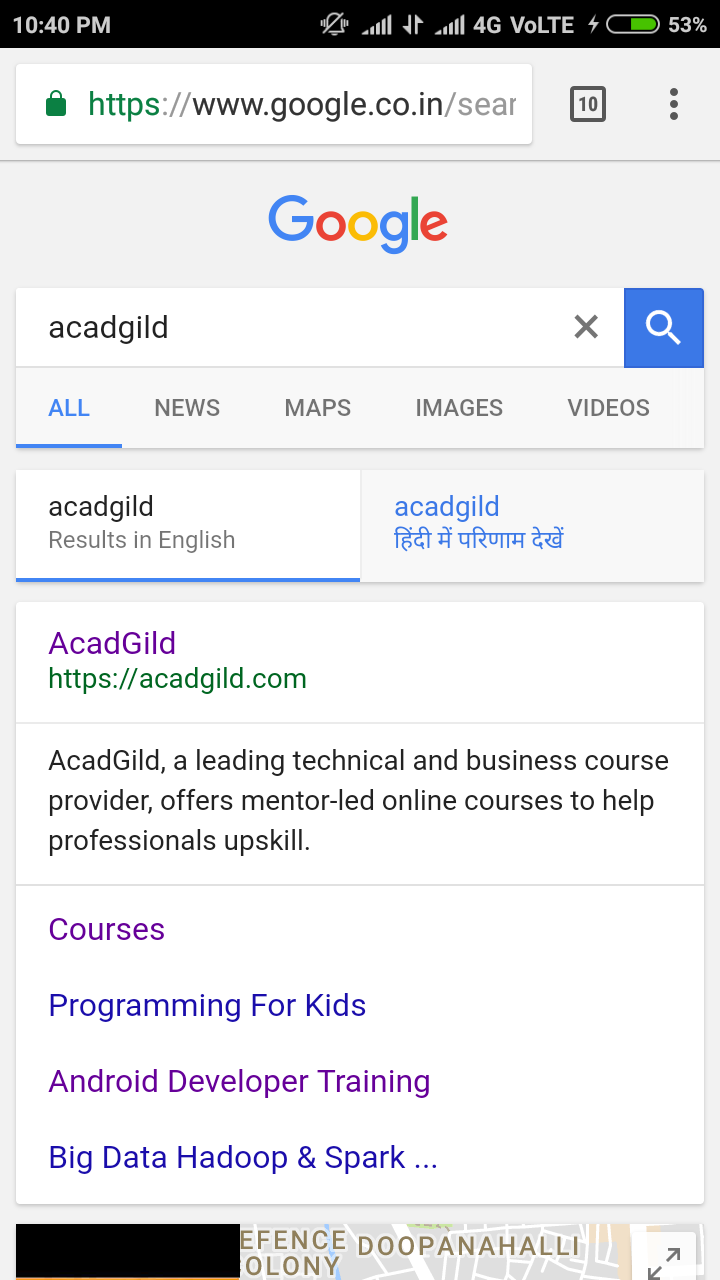 10:40 PM 4G VoLTE 53%
https://www.google.co.in/sear
10
Google
acadgild
ALL NEWS MAPS IMAGES VIDEOS
acadgild
Results in English
acadgild
हिंदी में परिणाम देखें
AcadGild
https://acadgild.com
AcadGild, a leading technical and business course
provider, offers mentor-led online courses to help
professionals upskill.
Courses
Programming For Kids
Android Developer Training
Big Data Hadoop & Spark ...
EFENCE
OLONY
DOOPANAHALLI